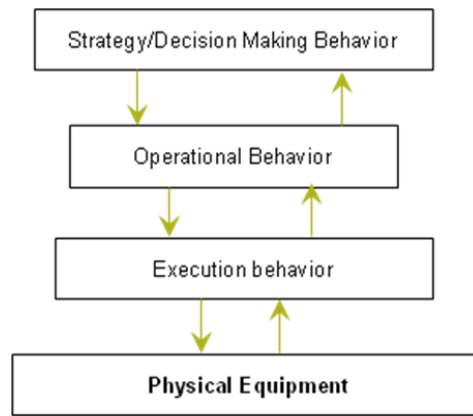 Strategy/Decision Making Behavior
Operational Behavior
Execution behavior
Physical Equipment